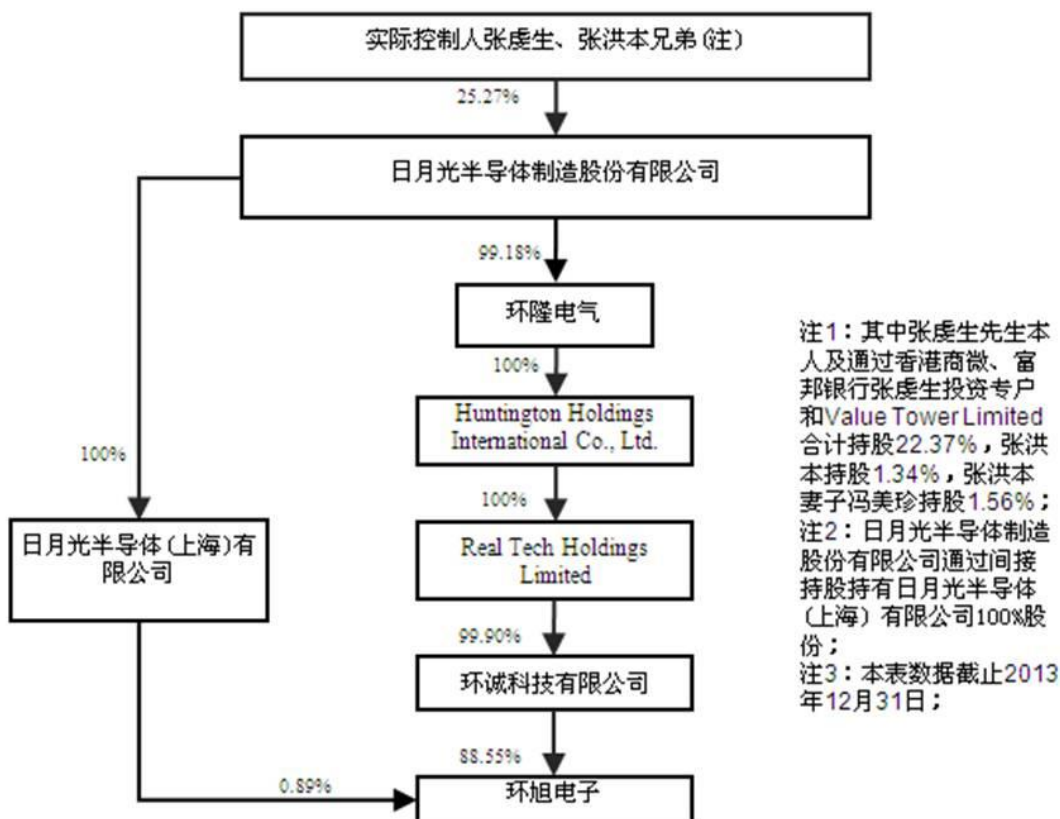 实际控制人张虔生、张洪本兄弟(注)
25.27%
日月光半导体制造股份有限公司
99.18%
环隆电气
100%
Huntington Holdings
International Co., Ltd.
100%
100%
日月光半导体(上海)有
限公司
Real Tech Holdings
Limited
99.90%
环诚科技有限公司
88.55%
0.89%
环旭电子
注1：其中张虔生先生本
人及通过香港商微、富
邦银行张虔生投资专户
和Value Tower Limited
合计持股22.37%，张洪
本持股1.34%，张洪本
妻子冯美珍持股1.56%；
注2：日月光半导体制造
股份有限公司通过间接
持股持有日月光半导体
（上海）有限公司100%股
份；
注3：本表数据截止2013
年12月31日；